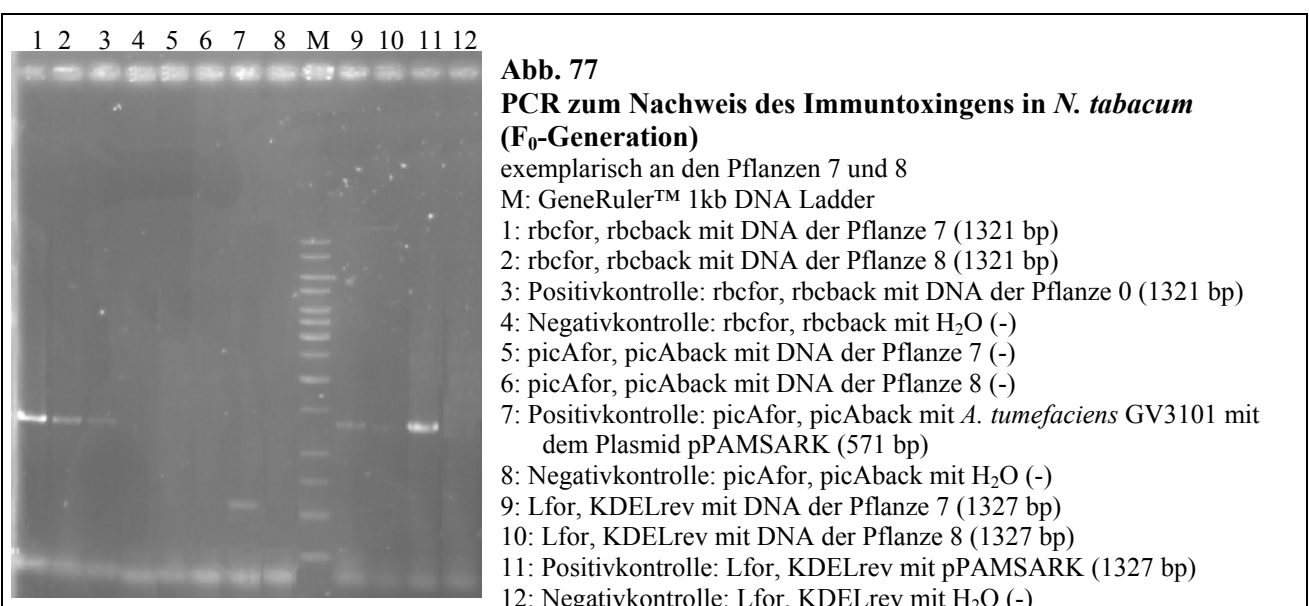 1 2 3 4 5 6 7 8 M 9 10 11 12
Abb. 77
PCR zum Nachweis des Immuntoxingens in N. tabacum
(F₀-Generation)
exemplarisch an den Pflanzen 7 und 8
M: GeneRuler™ 1kb DNA Ladder
1: rbcfor, rbcback mit DNA der Pflanze 7 (1321 bp)
2: rbcfor, rbcback mit DNA der Pflanze 8 (1321 bp)
3: Positivkontrolle: rbcfor, rbcback mit DNA der Pflanze 0 (1321 bp)
4: Negativkontrolle: rbcfor, rbcback mit H₂O (-)
5: picAfor, picAback mit DNA der Pflanze 7 (-)
6: picAfor, picAback mit DNA der Pflanze 8 (-)
7: Positivkontrolle: picAfor, picAback mit A. tumefaciens GV3101 mit
dem Plasmid pPAMSARK (571 bp)
8: Negativkontrolle: picAfor, picAback mit H₂O (-)
9: Lfor, KDELrev mit DNA der Pflanze 7 (1327 bp)
10: Lfor, KDELrev mit DNA der Pflanze 8 (1327 bp)
11: Positivkontrolle: Lfor, KDELrev mit pPAMSARK (1327 bp)
12: Negativkontrolle: Lfor, KDELrev mit H₂O (-)